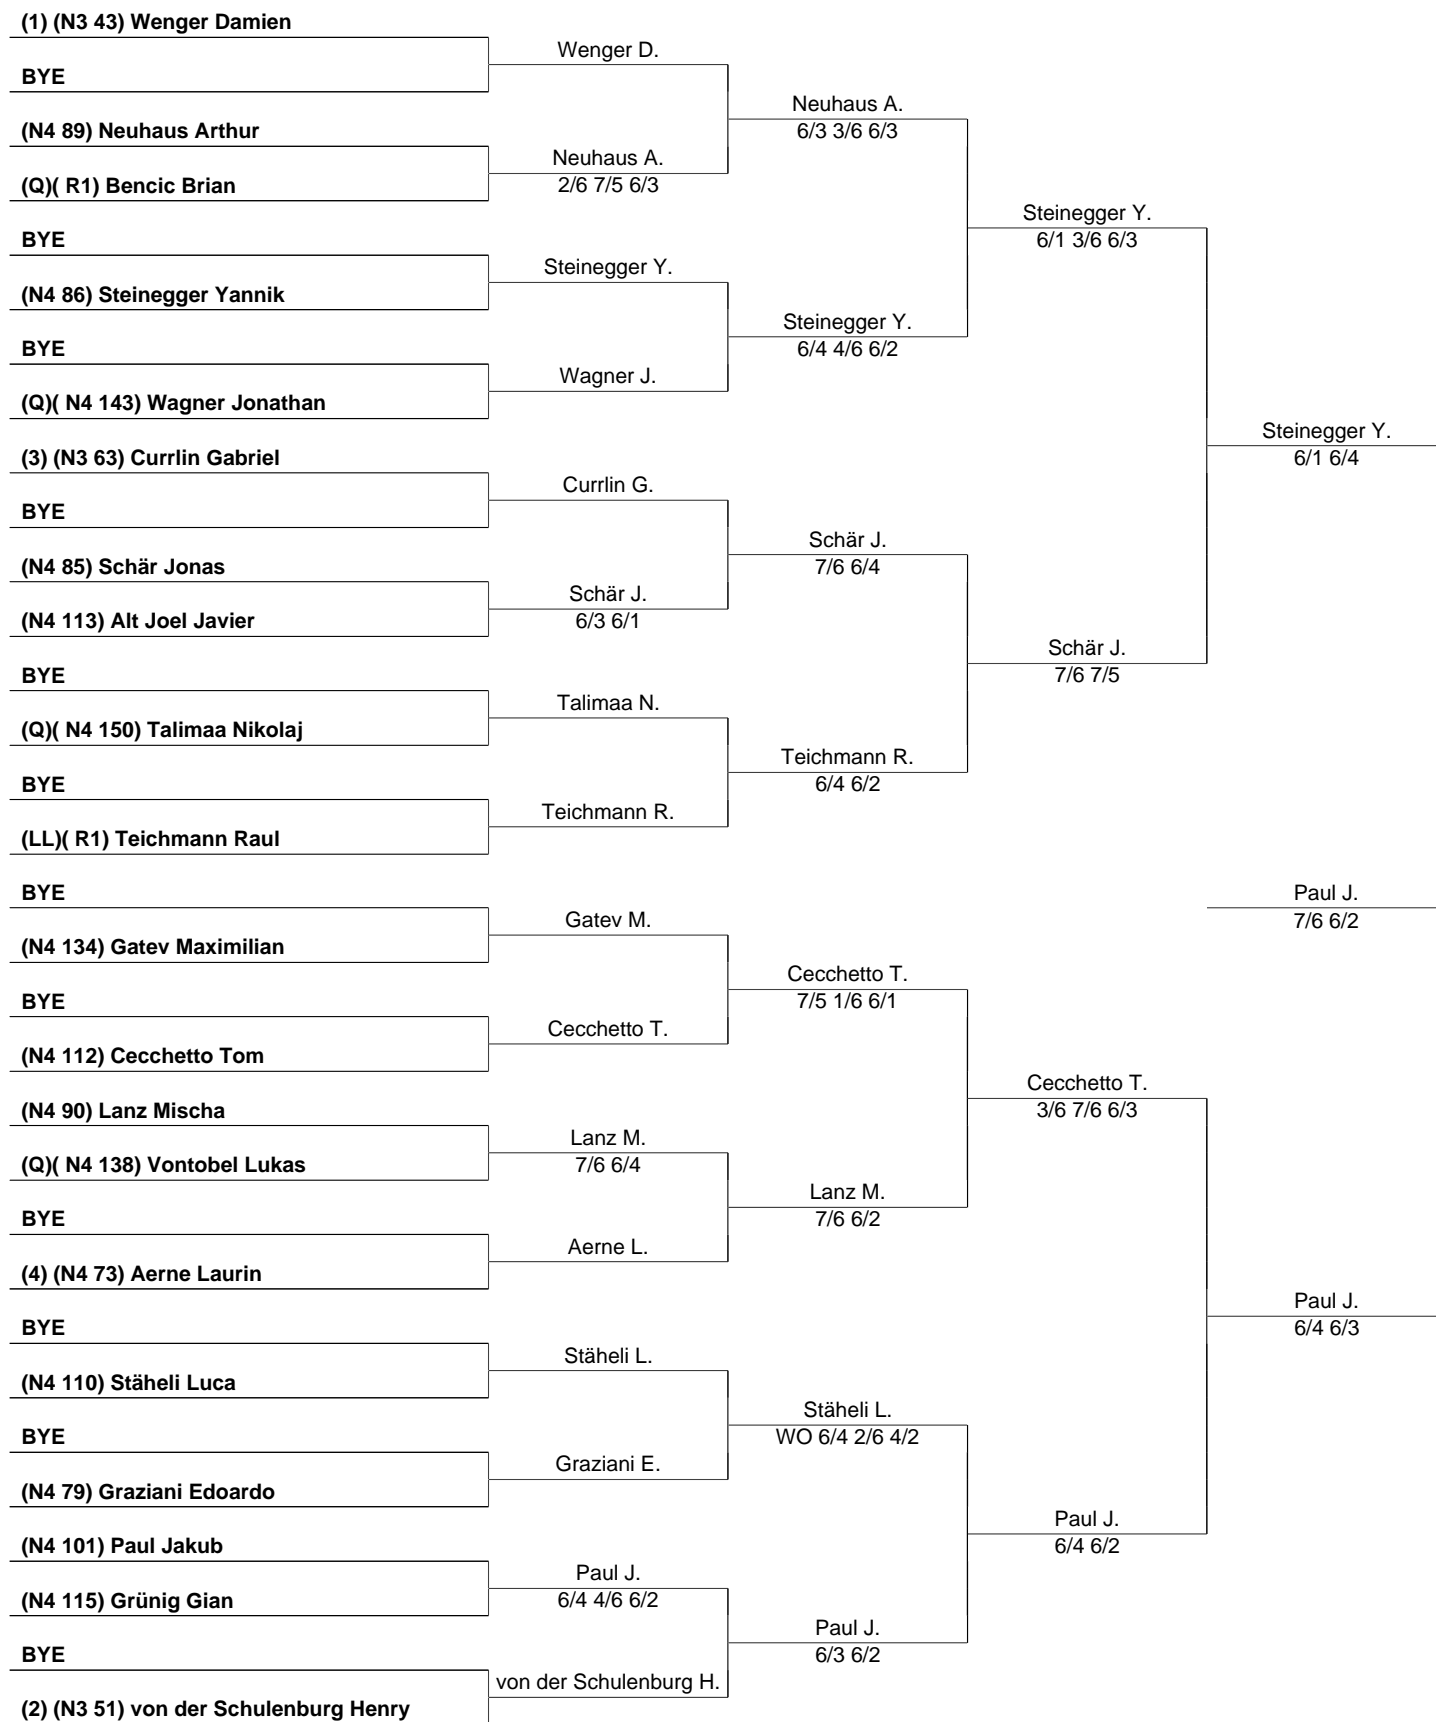 (1) (N3 43) Wenger Damien
BYE
(N4 89) Neuhaus Arthur
(Q)( R1) Bencic Brian
BYE
(N4 86) Steinegger Yannik
BYE
(Q)( N4 143) Wagner Jonathan
(3) (N3 63) Currlin Gabriel
BYE
(N4 85) Schär Jonas
(N4 113) Alt Joel Javier
BYE
(Q)( N4 150) Talimaa Nikolaj
BYE
(LL)( R1) Teichmann Raul
BYE
(N4 134) Gatev Maximilian
BYE
(N4 112) Cecchetto Tom
(N4 90) Lanz Mischa
(Q)( N4 138) Vontobel Lukas
BYE
(4) (N4 73) Aerne Laurin
BYE
(N4 110) Stäheli Luca
BYE
(N4 79) Graziani Edoardo
(N4 101) Paul Jakub
(N4 115) Grünig Gian
BYE
(2) (N3 51) von der Schulenburg Henry
Wenger D.
Neuhaus A.
2/6 7/5 6/3
Steinegger Y.
Wagner J.
Currlin G.
Schär J.
6/3 6/1
Talimaa N.
Teichmann R.
Gatev M.
Cecchetto T.
Lanz M.
7/6 6/4
Aerne L.
Stäheli L.
Graziani E.
Paul J.
6/4 4/6 6/2
von der Schulenburg H.
Neuhaus A.
6/3 3/6 6/3
Steinegger Y.
6/4 4/6 6/2
Schär J.
7/6 6/4
Teichmann R.
6/4 6/2
Cecchetto T.
7/5 1/6 6/1
Lanz M.
7/6 6/2
Stäheli L.
WO 6/4 2/6 4/2
Paul J.
6/3 6/2
Steinegger Y.
6/1 3/6 6/3
Schär J.
7/6 7/5
Cecchetto T.
3/6 7/6 6/3
Paul J.
6/4 6/2
Steinegger Y.
6/1 6/4
Paul J.
7/6 6/2
Paul J.
6/4 6/3